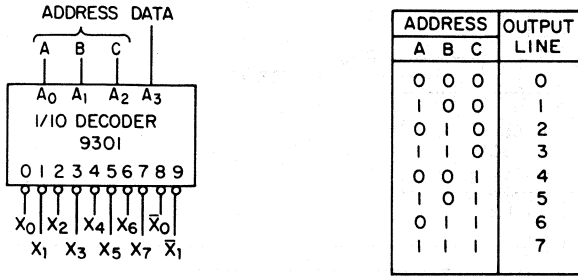 ADDRESS DATA
A B C
A₀ A₁ A₂ A₃
1/10 DECODER
9301
0 1 2 3 4 5 6 7 8 9
X₀ X₂ X₄ X₆ X̄₀
X₁ X₃ X₅ X₇ X̄₁
ADDRESS OUTPUT
A B C LINE
0 0 0 0
1 0 0 1
0 1 0 2
1 1 0 3
0 0 1 4
1 0 1 5
0 1 1 6
1 1 1 7